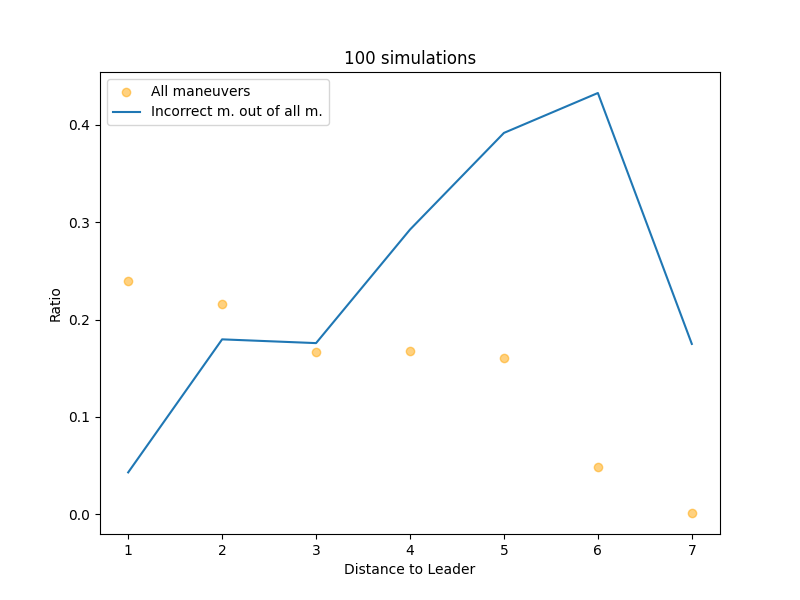 100 simulations
All maneuvers
Incorrect m. out of all m.
Ratio
0.4
0.3
0.2
0.1
0.0
1 2 3 4 5 6 7
Distance to Leader